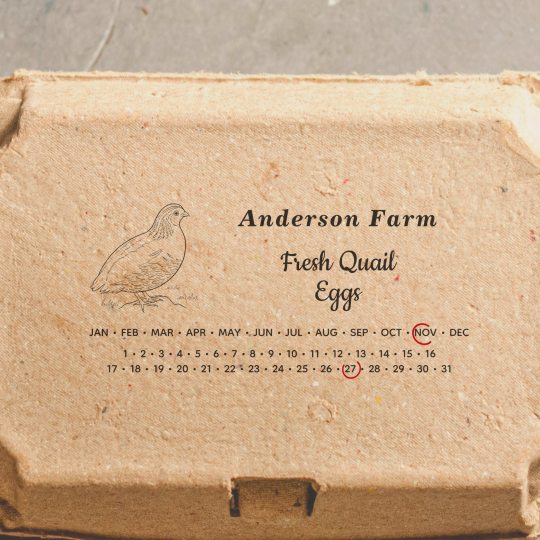 Anderson Farm
Fresh Quail
Eggs
JAN • FEB • MAR • APR • MAY • JUN • JUL • AUG • SEP • OCT • NOV • DEC
1 • 2 • 3 • 4 • 5 • 6 • 7 • 8 • 9 • 10 • 11 • 12 • 13 • 14 • 15 • 16
17 • 18 • 19 • 20 • 21 • 22 • 23 • 24 • 25 • 26 • 27 • 28 • 29 • 30 • 31